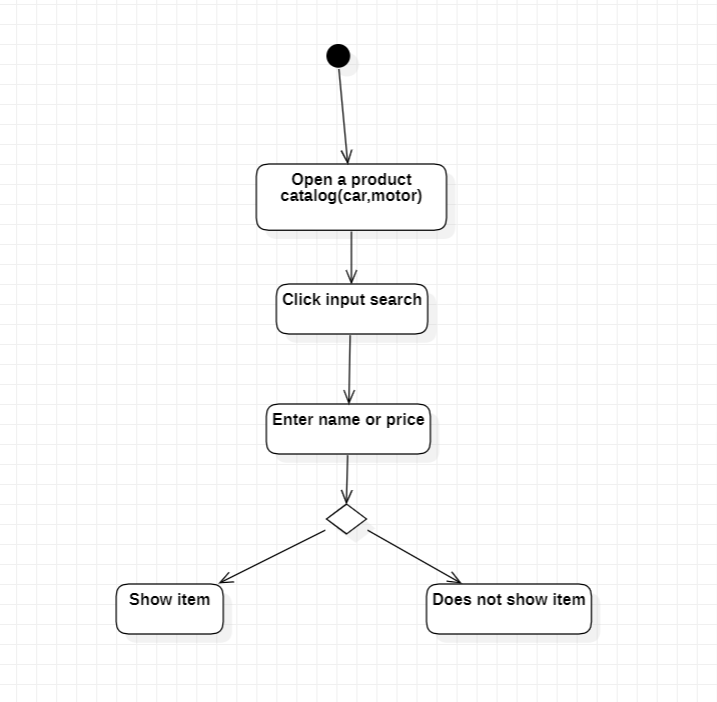 Open a product
catalog(car,motor)
Click input search
Enter name or price
Show item
Does not show item